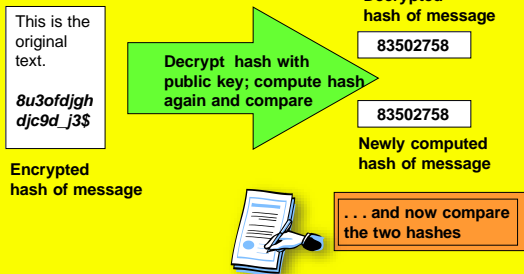 This is the
original
text.
8u3ofdjgh
djc9d_j3$
Encrypted
hash of message
Decrypt hash with
public key; compute hash
again and compare
Decrypted
hash of message
83502758
83502758
Newly computed
hash of message
. . . and now compare
the two hashes